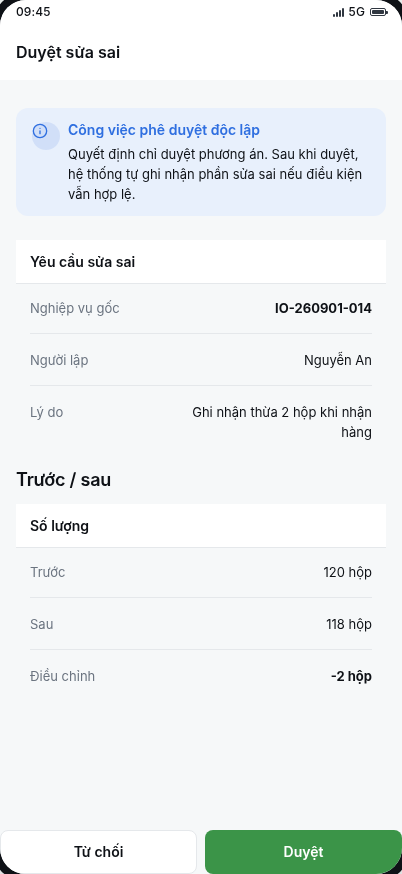 09:45
5G
Duyệt sửa sai
Công việc phê duyệt độc lập
Quyết định chỉ duyệt phương án. Sau khi duyệt,
hệ thống tự ghi nhận phần sửa sai nếu điều kiện
vẫn hợp lệ.
Yêu cầu sửa sai
Nghiệp vụ gốc
IO-260901-014
Người lập
Nguyễn An
Lý do
Ghi nhận thừa 2 hộp khi nhận
hàng
Trước / sau
Số lượng
Trước
120 hộp
Sau
118 hộp
Điều chỉnh
-2 hộp
Từ chối
Duyệt